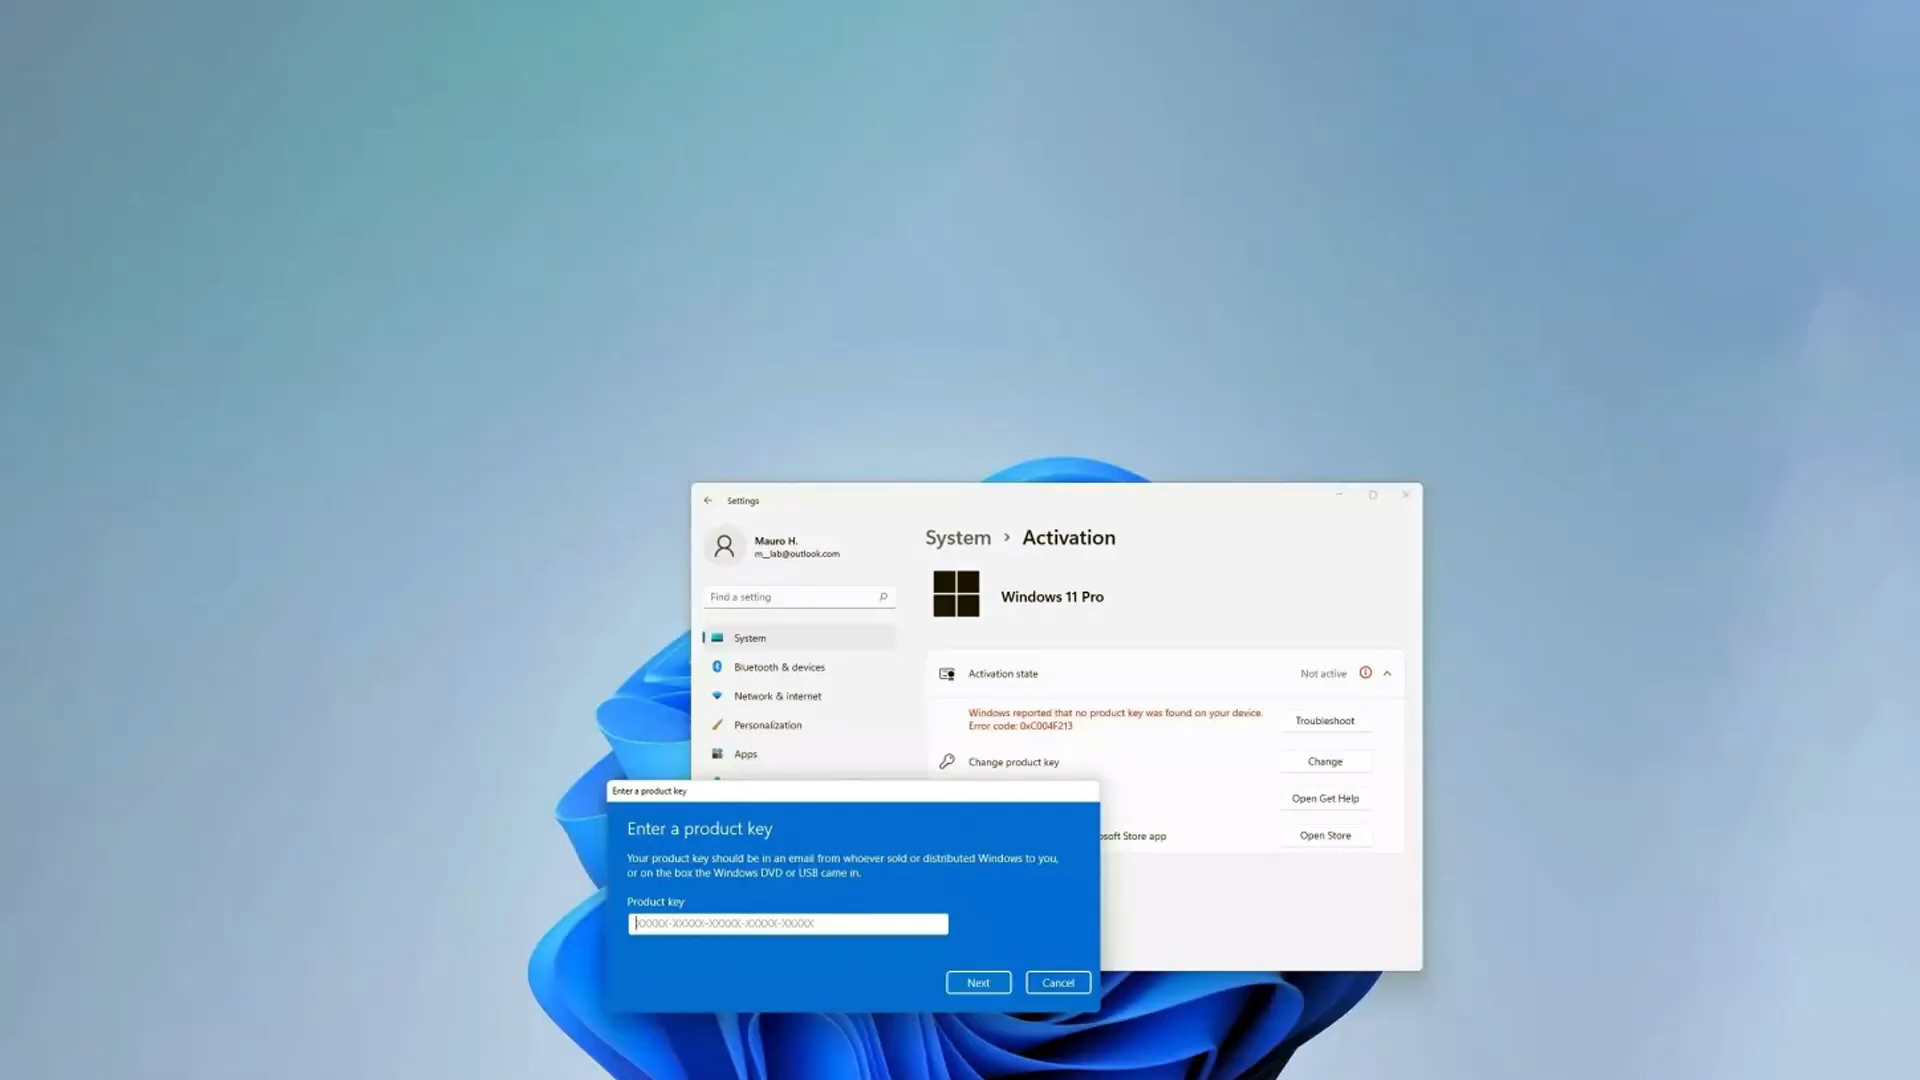 Settings
Mauro H.
m_lab@outlook.com
Find a setting
System
Bluetooth & devices
Network & internet
Personalization
Apps
System > Activation
Windows 11 Pro
Activation state
Not active
Windows reported that no product key was found on your device.
Error code: 0xC004F213
Troubleshoot
Change product key
Change
Open Get Help
osoft Store app
Open Store
Enter a product key
Enter a product key
Your product key should be in an email from whoever sold or distributed Windows to you,
or on the box the Windows DVD or USB came in.
Product key
XXXXX-XXXXX-XXXXX-XXXXX-XXXXX
Next
Cancel